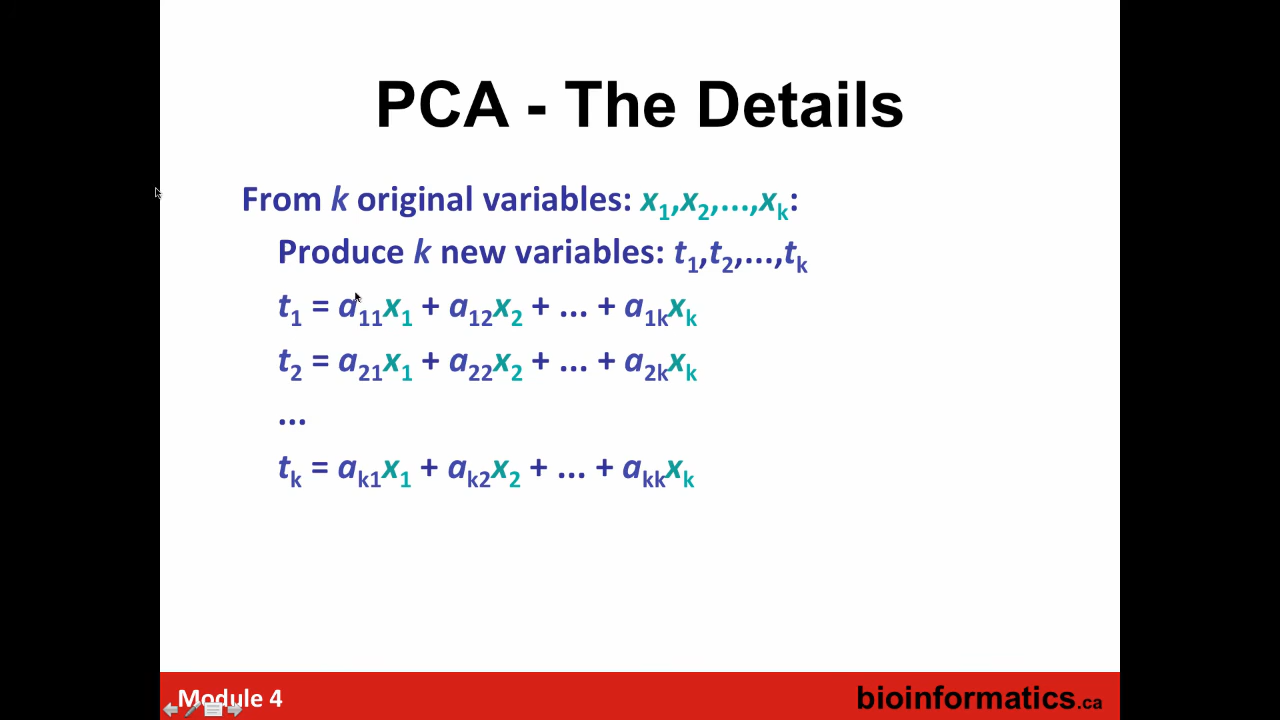 PCA - The Details
From k original variables: x₁,x₂,...,xₖ:
Produce k new variables: t₁,t₂,...,tₖ
t₁ = a₁₁x₁ + a₁₂x₂ + ... + a₁ₖxₖ
t₂ = a₂₁x₁ + a₂₂x₂ + ... + a₂ₖxₖ
...
tₖ = aₖ₁x₁ + aₖ₂x₂ + ... + aₖₖxₖ
Module 4
bioinformatics.ca